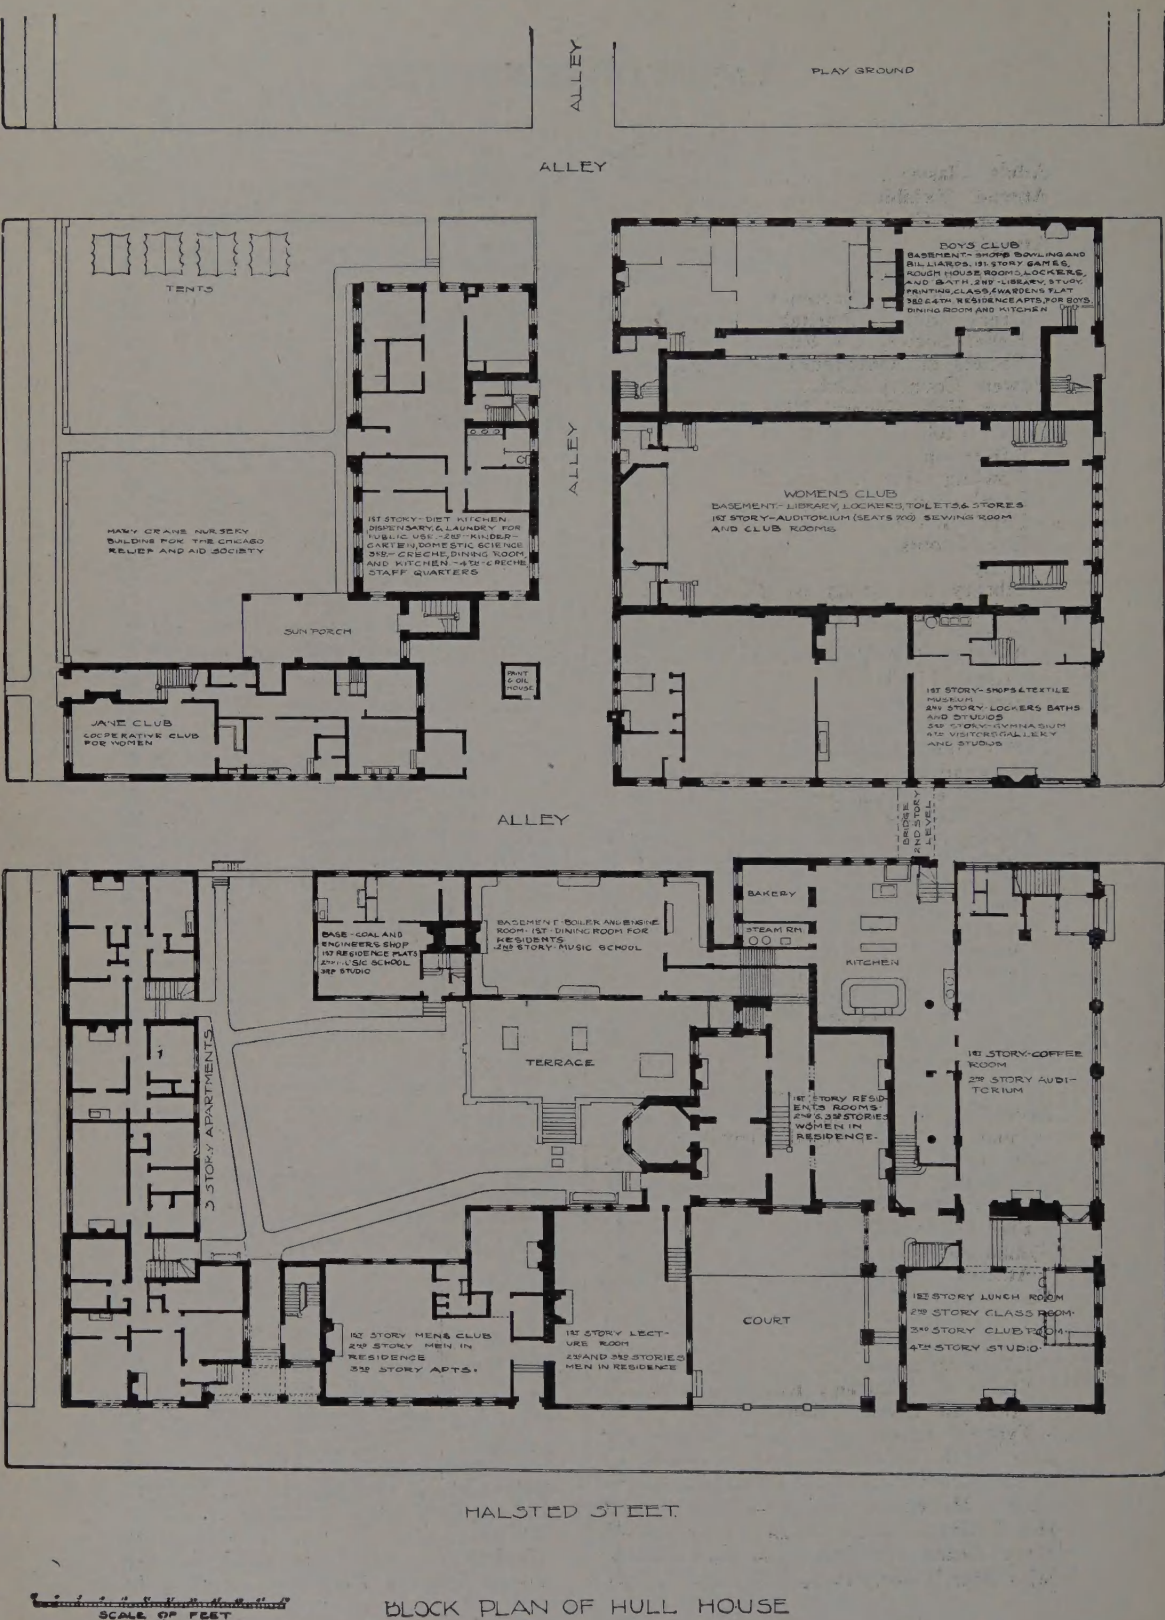 ALLEY
PLAY GROUND
ALLEY
TENTS
BOYS CLUB
BASEMENT - SHOPS BOWLING AND
BILLIARDS. 1ST STORY GAMES,
ROUGH HOUSE ROOMS, LOCKERS,
AND BATH. 2ND - LIBRARY, STUDY,
PRINTING, CLASS, & WARDENS FLAT
3RD & 4TH, RESIDENCE APTS, FOR BOYS
DINING ROOM AND KITCHEN
ALLEY
MARY CRANE NURSERY
BUILDING FOR THE CHICAGO
RELIEF AND AID SOCIETY
1ST STORY - DIET KITCHEN
DISPENSARY, & LAUNDRY FOR
PUBLIC USE. - 2ND - KINDER-
GARTEN, DOMESTIC SCIENCE
3RD - CRECHE, DINING ROOM,
AND KITCHEN. - 4TH - CRECHE,
STAFF QUARTERS
WOMENS CLUB
BASEMENT - LIBRARY, LOCKERS, TOILETS, & STORES
1ST STORY - AUDITORIUM (SEATS 700) SEWING ROOM
AND CLUB ROOMS
SUN PORCH
PAINT
& OIL
HOUSE
JANE CLUB
COOPERATIVE CLUB
FOR WOMEN
1ST STORY - SHOPS & TEXTILE
MUSEUM
2ND STORY - LOCKERS BATHS
AND STUDIOS
3RD STORY - GYMNASIUM
4TH VISITORS GALLERY
AND STUDIOS
ALLEY
BRIDGE
2ND STORY
LEVEL
BASE - COAL AND
ENGINEERS SHOP
1ST RESIDENCE FLATS
2ND MUSIC SCHOOL
3RD STUDIO
BASEMENT - BOILER AND ENGINE
ROOM - 1ST - DINING ROOM FOR
RESIDENTS
2ND STORY - MUSIC SCHOOL
BAKERY
STEAM RM
KITCHEN
3 STORY APARTMENTS
TERRACE
1ST STORY - COFFEE
ROOM
2ND STORY AUDI-
TORIUM
1ST STORY RESID-
ENTS ROOMS
2ND & 3RD STORIES
WOMEN IN
RESIDENCE.
1ST STORY MENS CLUB
2ND STORY MEN IN
RESIDENCE
3RD STORY APTS.
1ST STORY LECT-
URE ROOM
2ND AND 3RD STORIES
MEN IN RESIDENCE
COURT
1ST STORY LUNCH ROOM
2ND STORY CLASS ROOM
3RD STORY CLUB ROOM
4TH STORY STUDIO
HALSTED STREET.
SCALE OF FEET
BLOCK PLAN OF HULL HOUSE